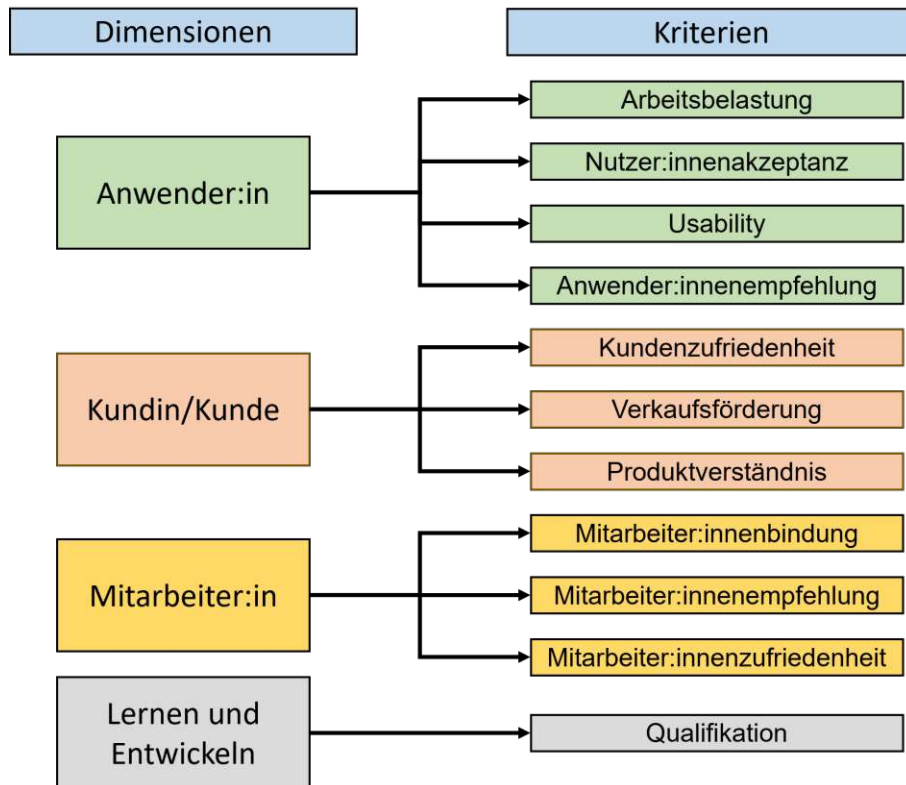 Dimensionen
Kriterien
Anwender:in
Arbeitsbelastung
Nutzer:innenakzeptanz
Usability
Anwender:innenempfehlung
Kundin/Kunde
Kundenzufriedenheit
Verkaufsförderung
Produktverständnis
Mitarbeiter:in
Mitarbeiter:innenbindung
Mitarbeiter:innenempfehlung
Mitarbeiter:innenzufriedenheit
Lernen und
Entwickeln
Qualifikation